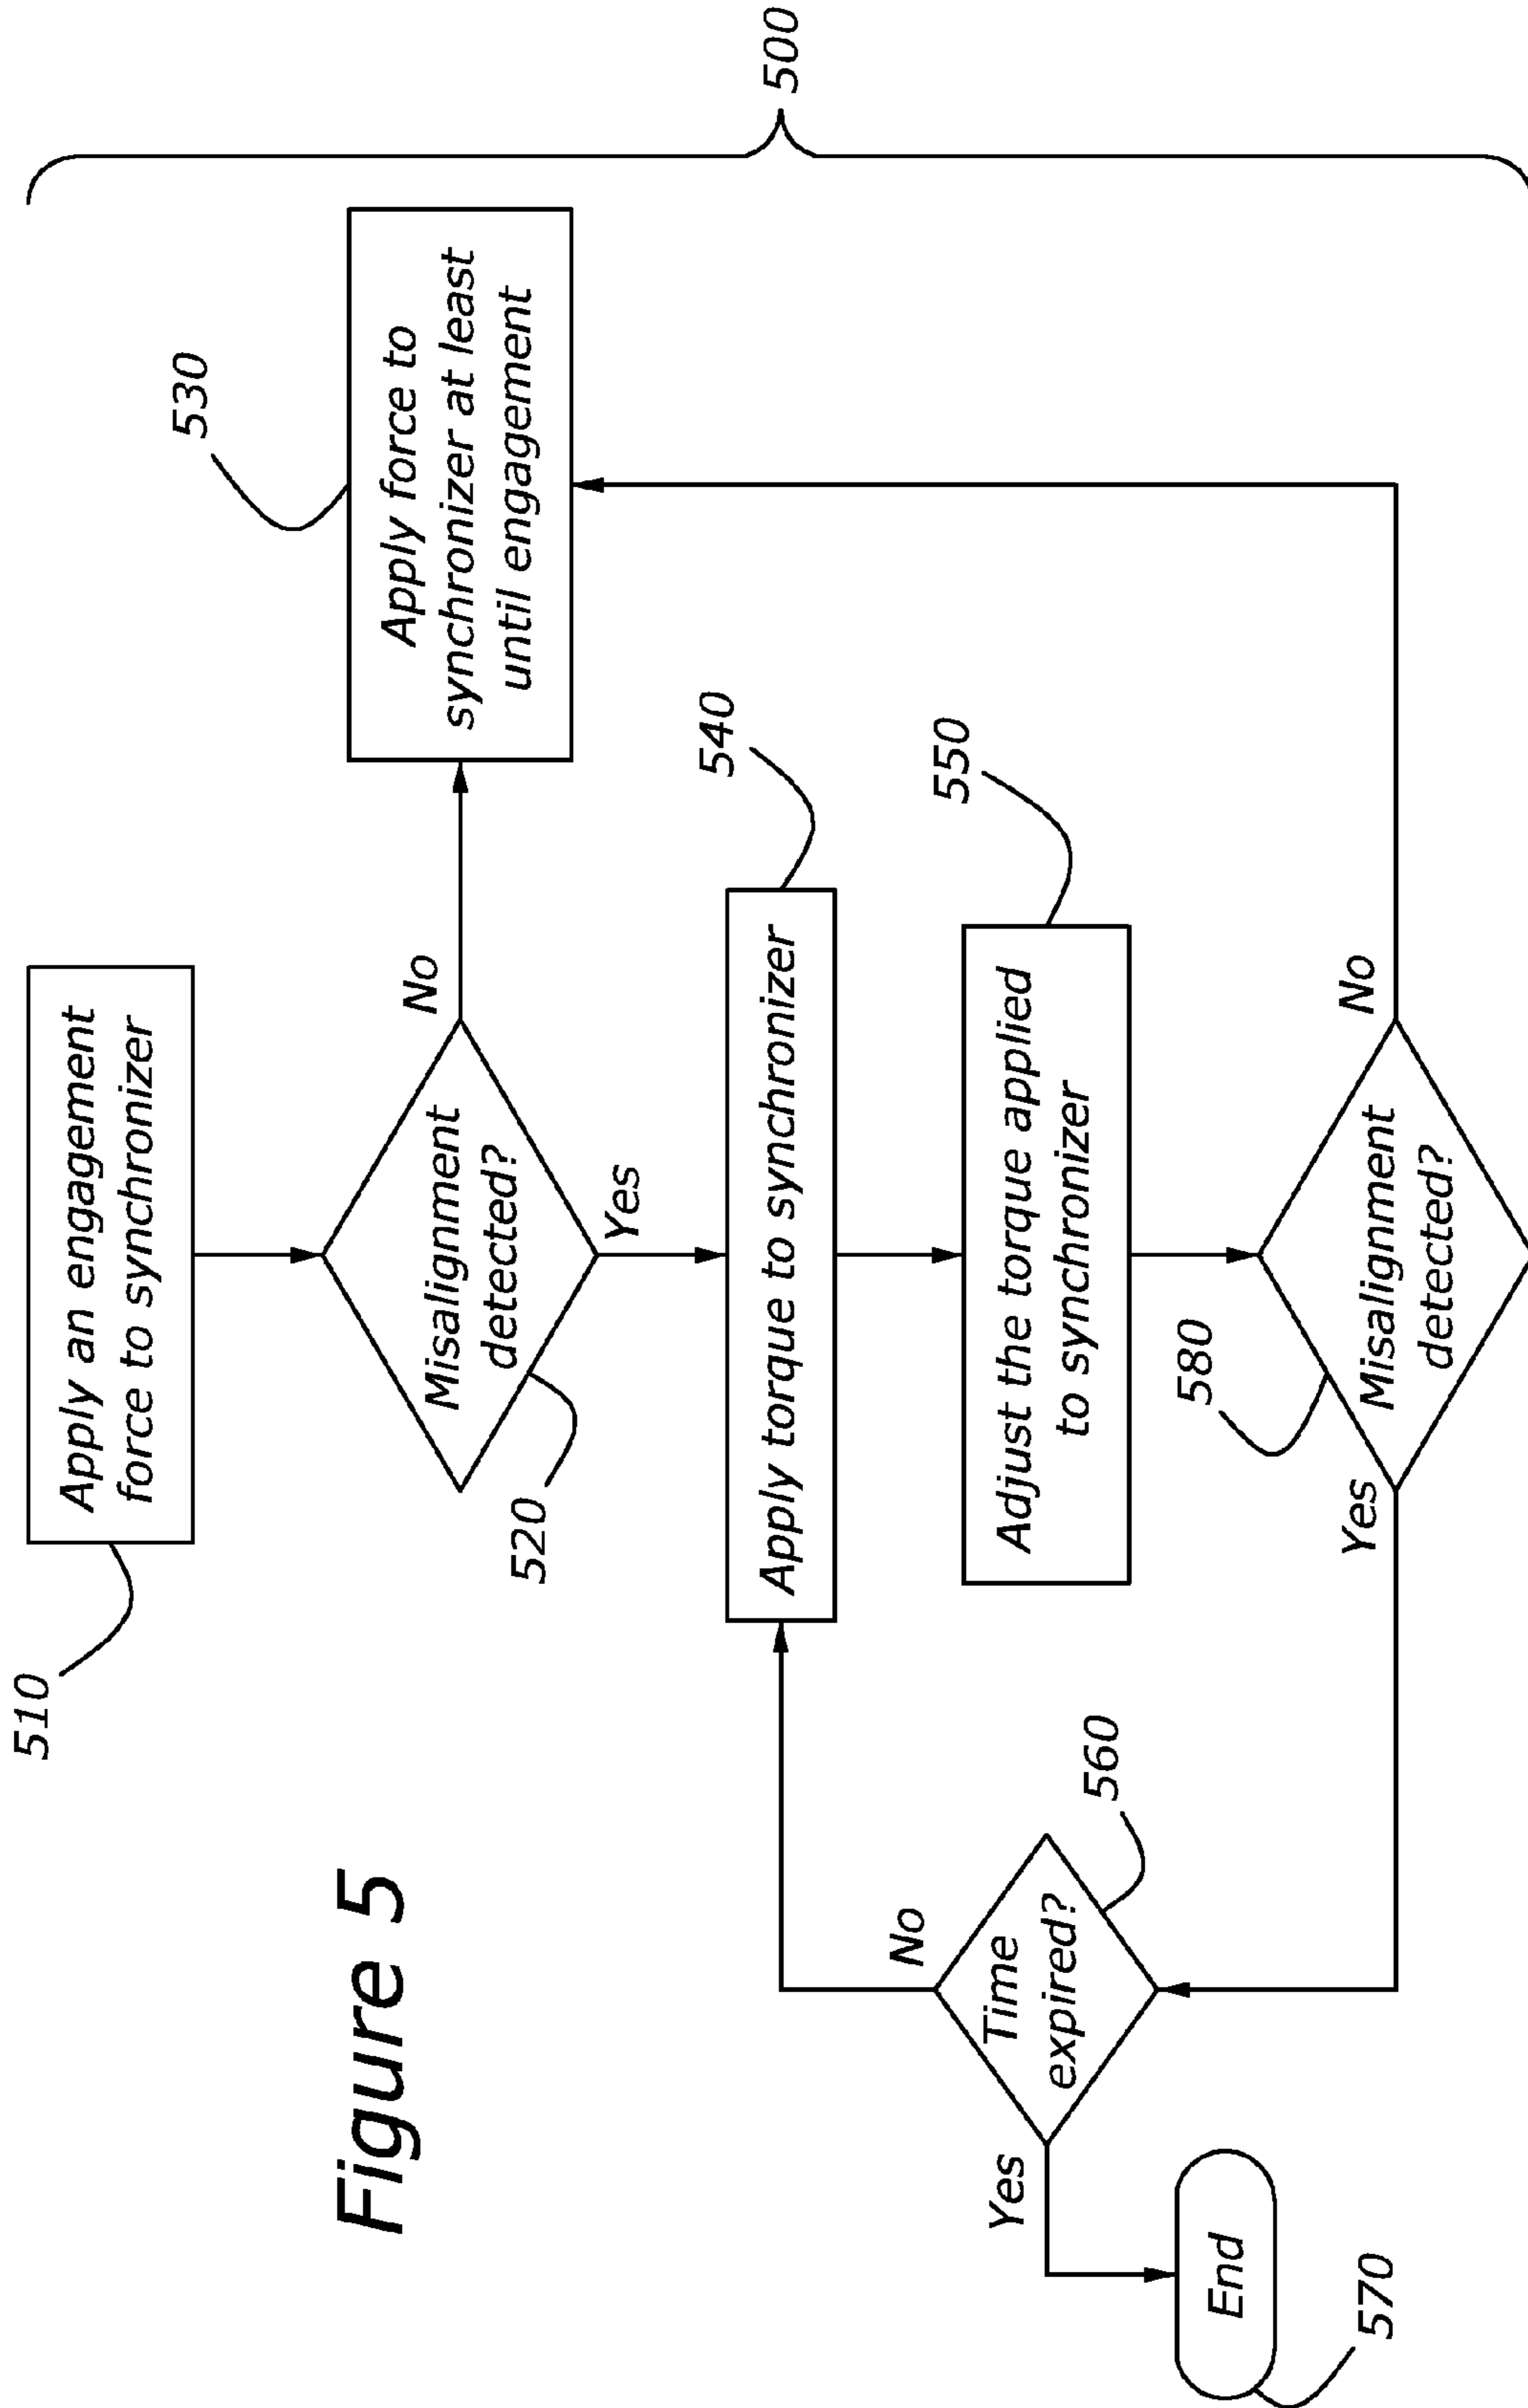 Figure 5
510
Apply an engagement
force to synchronizer
520
Misalignment
detected?
No
Yes
530
Apply force to
synchronizer at least
until engagement
500
540
Apply torque to synchronizer
550
Adjust the torque applied
to synchronizer
580
Misalignment
detected?
No
Yes
560
Time
expired?
No
Yes
End
570